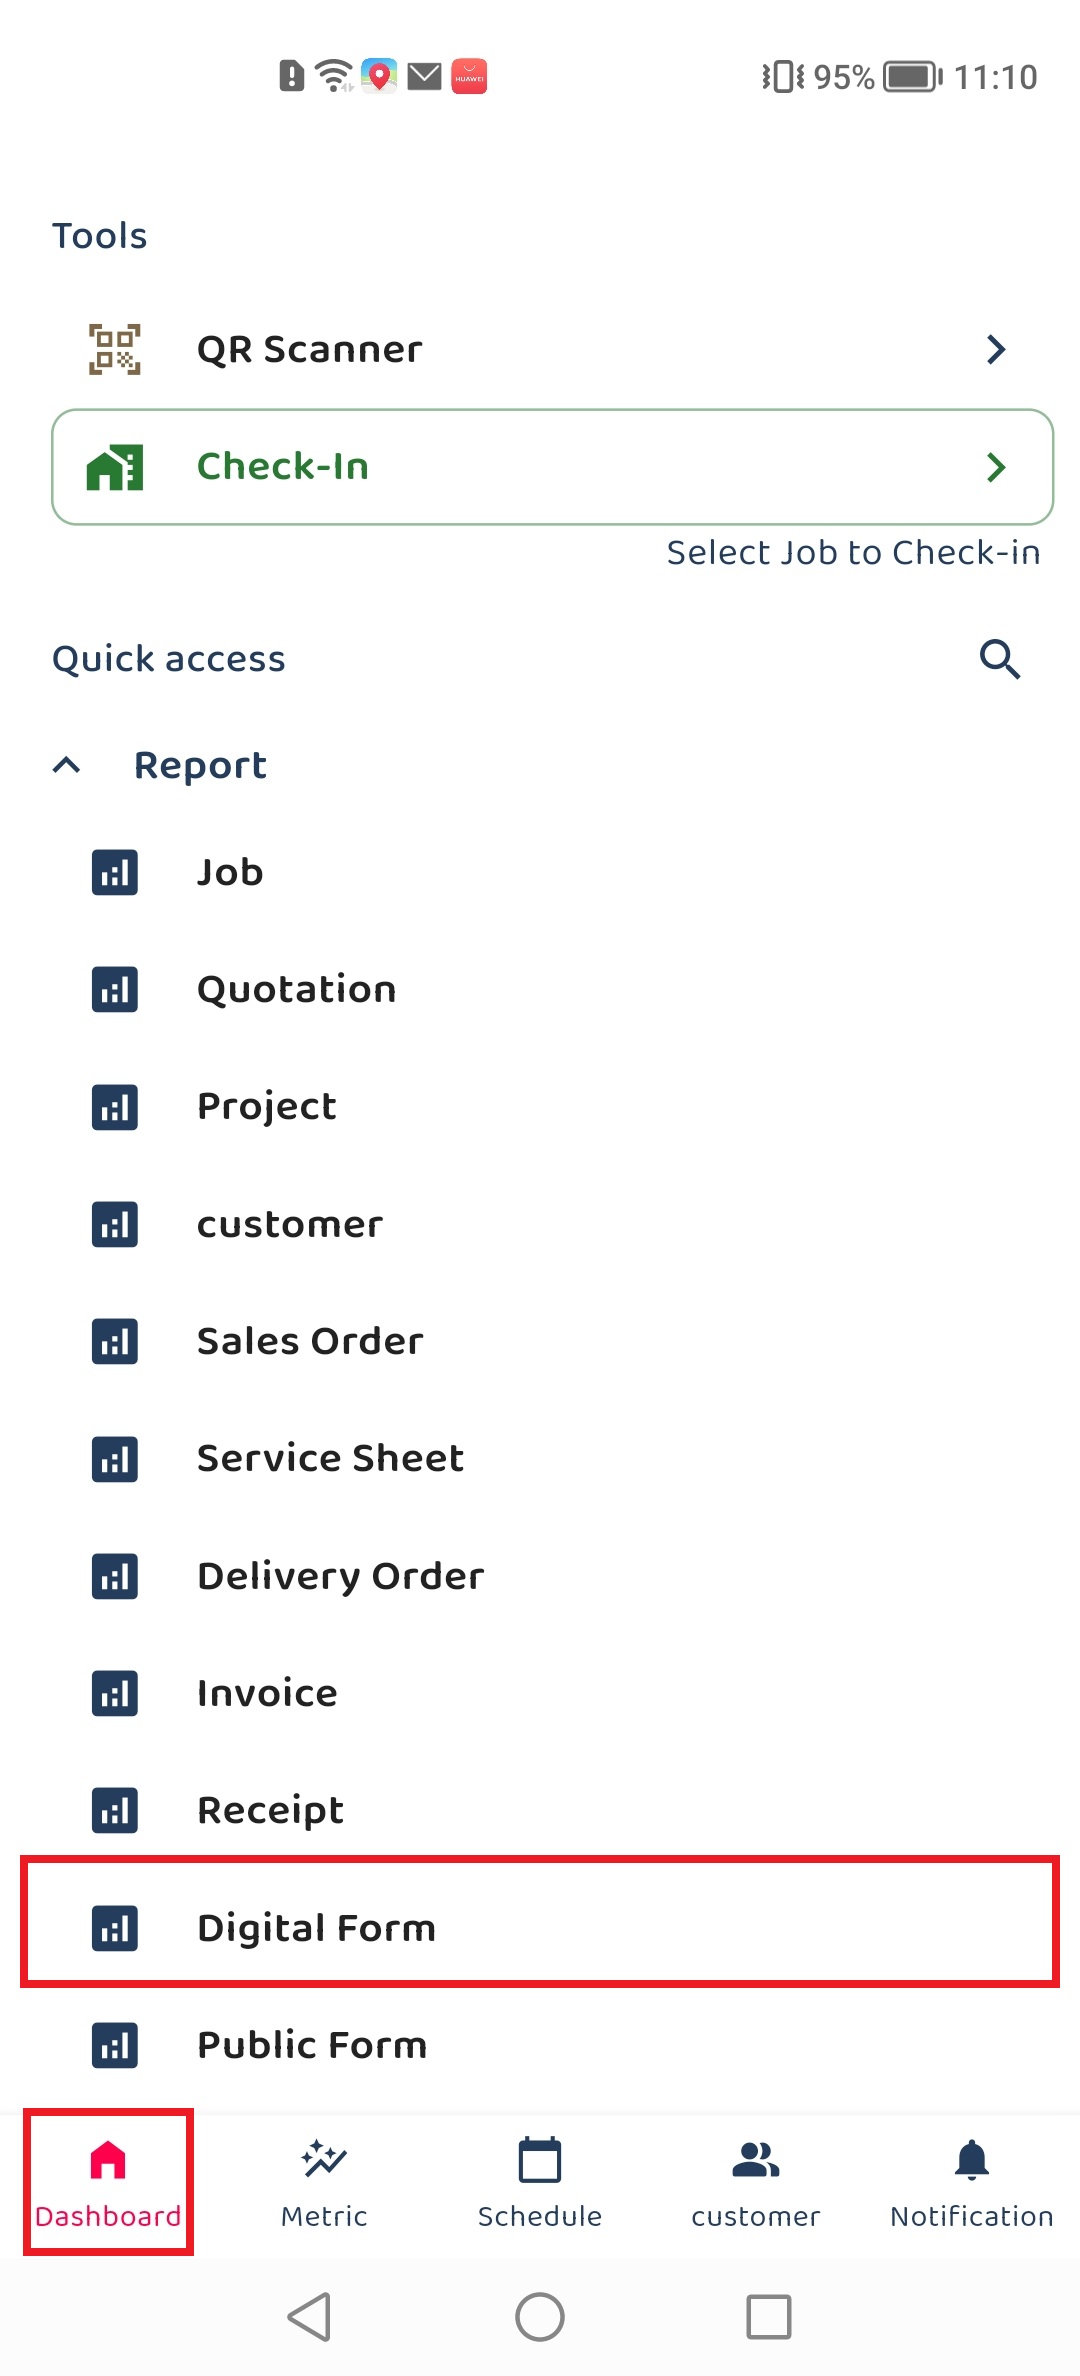 HUAWEI
95%
11:10
Tools
QR Scanner
Check-In
Select Job to Check-in
Quick access
Report
Job
Quotation
Project
customer
Sales Order
Service Sheet
Delivery Order
Invoice
Receipt
Digital Form
Public Form
Dashboard
Metric
Schedule
customer
Notification